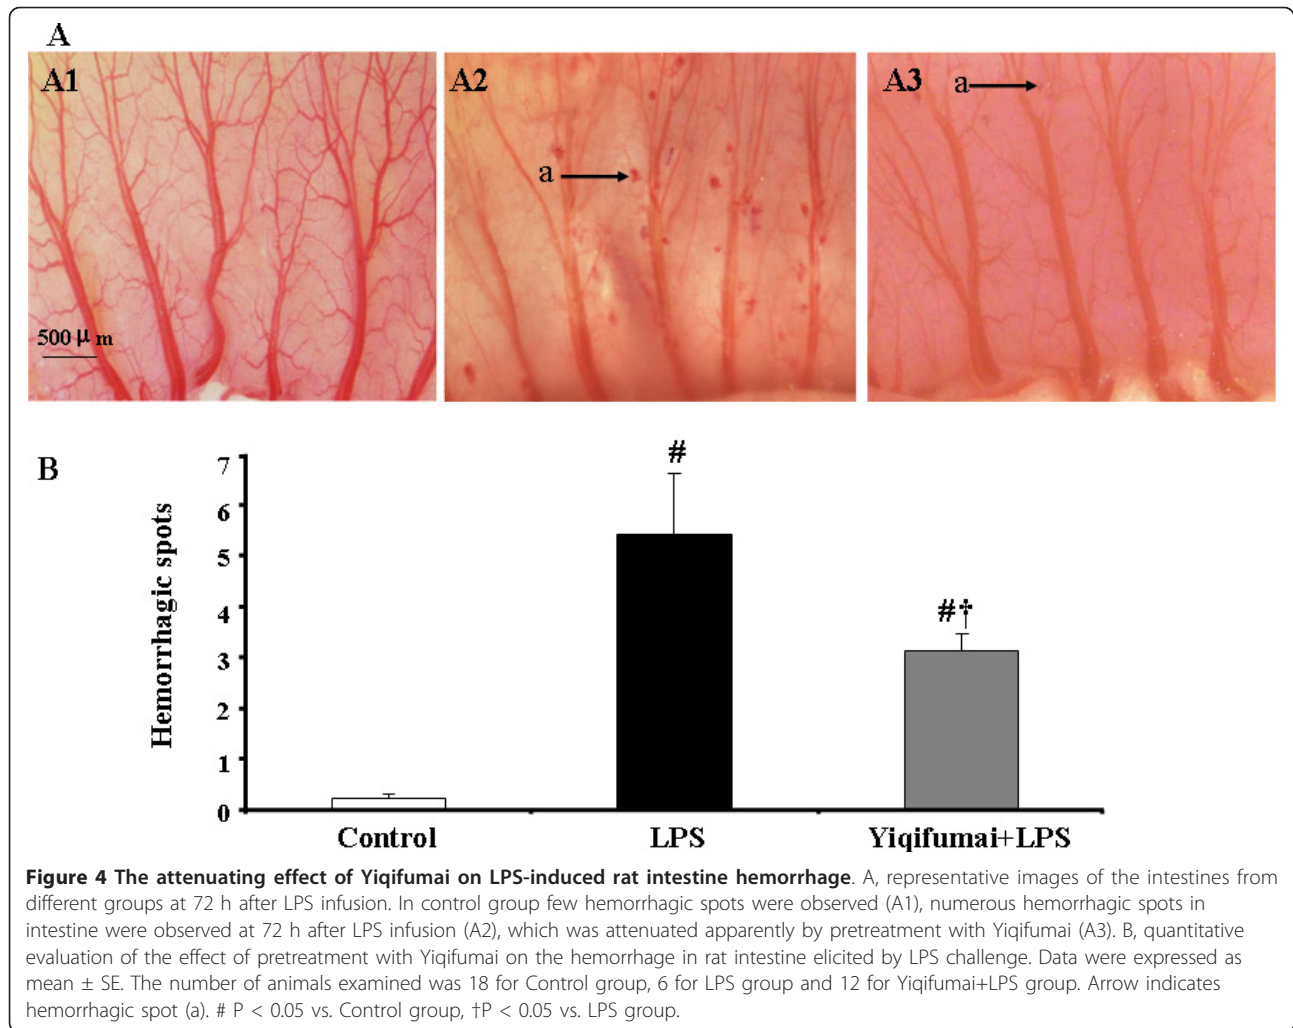 A
A1
A2
A3
a
a
500 μm
B
Hemorrhagic spots
7
6
5
4
3
2
1
0
#
#†
Control
LPS
Yiqifumai+LPS
Figure 4 The attenuating effect of Yiqifumai on LPS-induced rat intestine hemorrhage. A, representative images of the intestines from
different groups at 72 h after LPS infusion. In control group few hemorrhagic spots were observed (A1), numerous hemorrhagic spots in
intestine were observed at 72 h after LPS infusion (A2), which was attenuated apparently by pretreatment with Yiqifumai (A3). B, quantitative
evaluation of the effect of pretreatment with Yiqifumai on the hemorrhage in rat intestine elicited by LPS challenge. Data were expressed as
mean ± SE. The number of animals examined was 18 for Control group, 6 for LPS group and 12 for Yiqifumai+LPS group. Arrow indicates
hemorrhagic spot (a). # P < 0.05 vs. Control group, †P < 0.05 vs. LPS group.